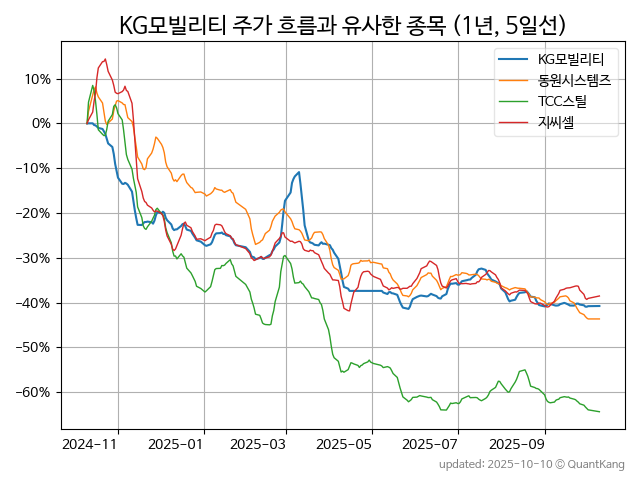 KG모빌리티 주가 흐름과 유사한 종목 (1년, 5일선)
KG모빌리티
동원시스템즈
TCC스틸
지씨셀
10%
0%
−10%
−20%
−30%
−40%
−50%
−60%
2024-11
2025-01
2025-03
2025-05
2025-07
2025-09
updated: 2025-10-10 © QuantKang